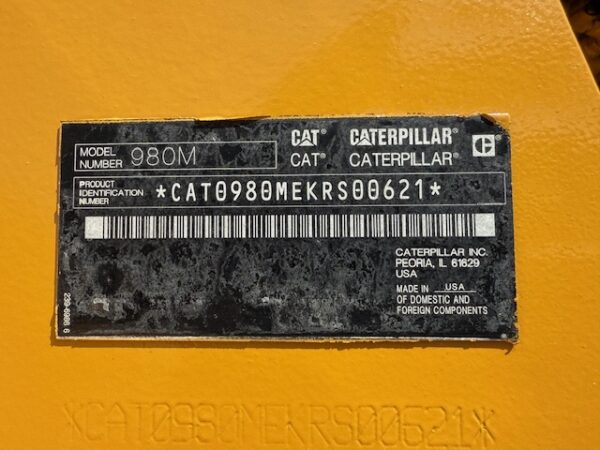 CAT® CATERPILLAR®
CAT® CATERPILLAR®
MODEL NUMBER 980M
PRODUCT IDENTIFICATION NUMBER *CAT0980MEKRS00621*
CATERPILLAR INC.
PEORIA, IL 61629
USA
MADE IN USA
OF DOMESTIC AND
FOREIGN COMPONENTS
*CAT0980MEKRS00621*